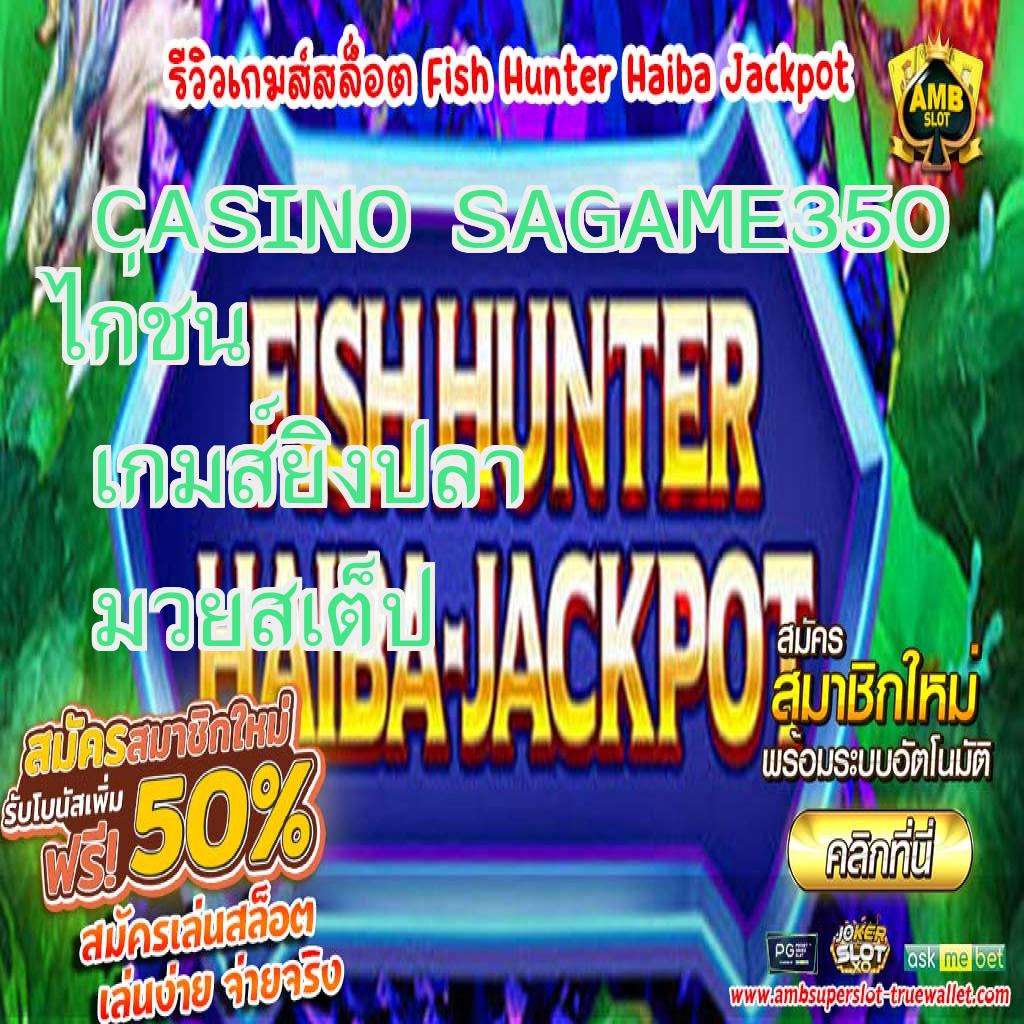 รีวิวเกมส์สล็อต Fish Hunter Haiba Jackpot
AMB
SLOT
CASINO SAGAME350
ไก่ชน
FISH HUNTER
เกมส์ยิงปลา
HAIBA·JACKPOT
มวยสเต็ป
สมัคร
สมาชิกใหม่
พร้อมระบบอัตโนมัติ
คลิกที่นี่
สมัครสมาชิกใหม่
รับโบนัสเพิ่ม
ฟรี! 50%
สมัครเล่นสล็อต
เล่นง่าย จ่ายจริง
PG
JOKER
SLOT
XO
ask me bet
www.ambsuperslot-truewallet.com